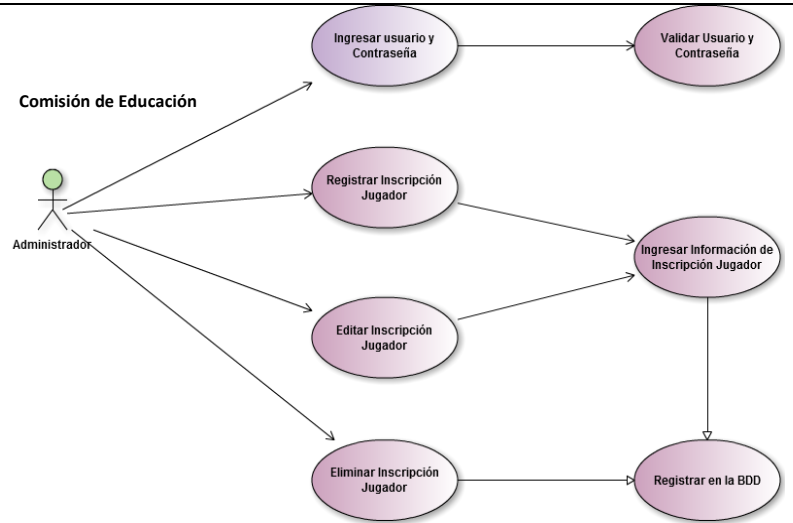 Ingresar usuario y
Contraseña
Validar Usuario y
Contraseña
Comisión de Educación
Registrar Inscripción
Jugador
Administrador
Ingresar Información de
Inscripción Jugador
Editar Inscripción
Jugador
Eliminar Inscripción
Jugador
Registrar en la BDD